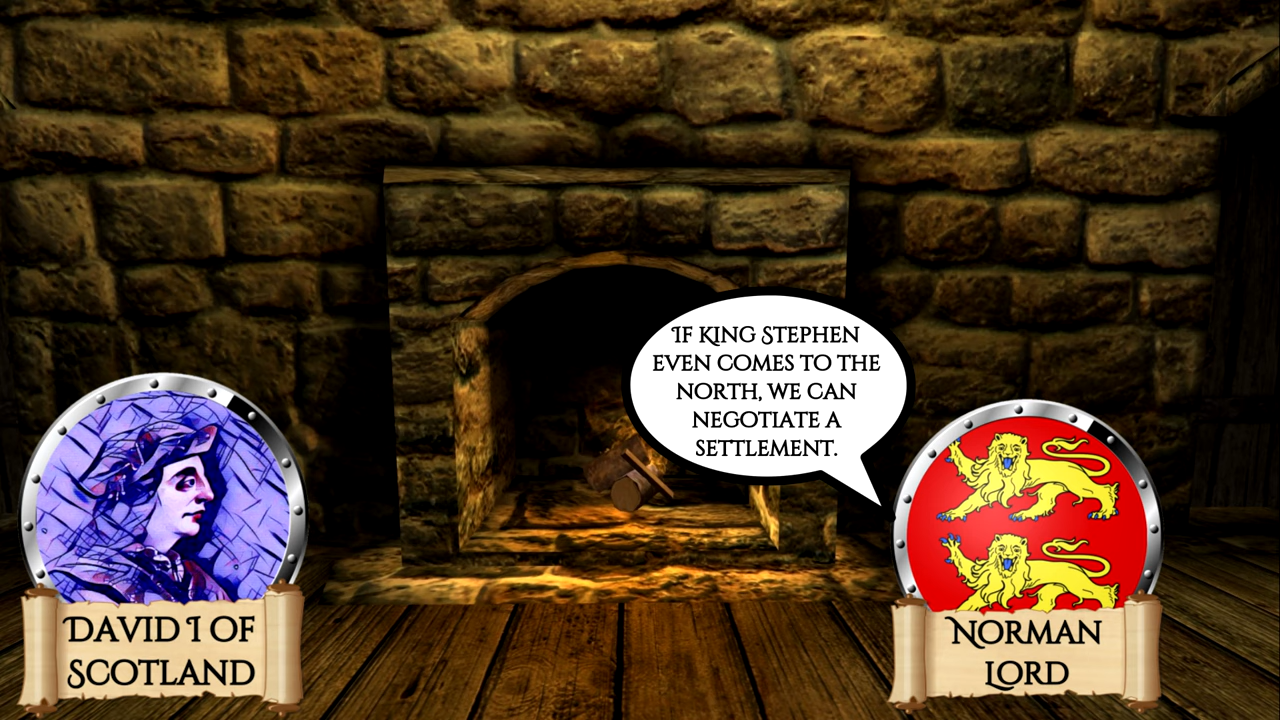 If King Stephen
even comes to the
north, we can
negotiate a
settlement.
David I of
Scotland
Norman
Lord